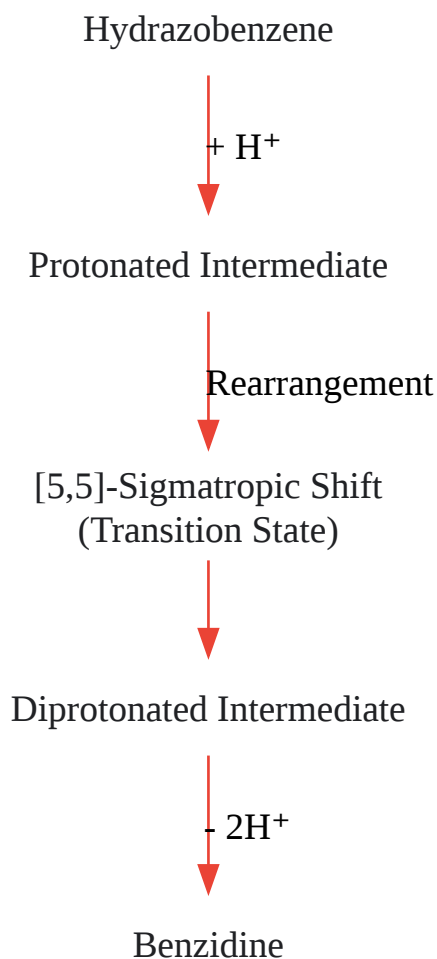 Hydrazobenzene
+ H⁺
Protonated Intermediate
Rearrangement
[5,5]-Sigmatropic Shift
(Transition State)
Diprotonated Intermediate
- 2H⁺
Benzidine